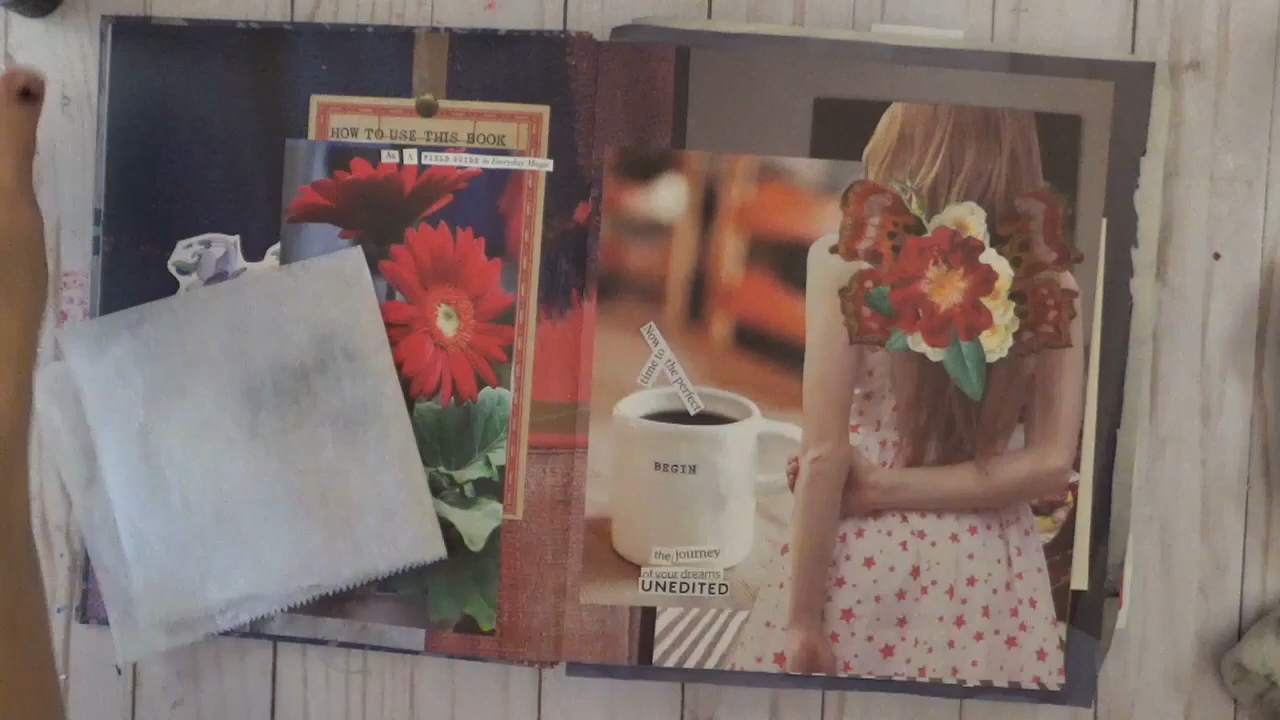 HOW TO USE THIS BOOK
As A FIELD GUIDE to Everyday Magic
Now
time to
the perfect
BEGIN
the journey
of your dreams
UNEDITED